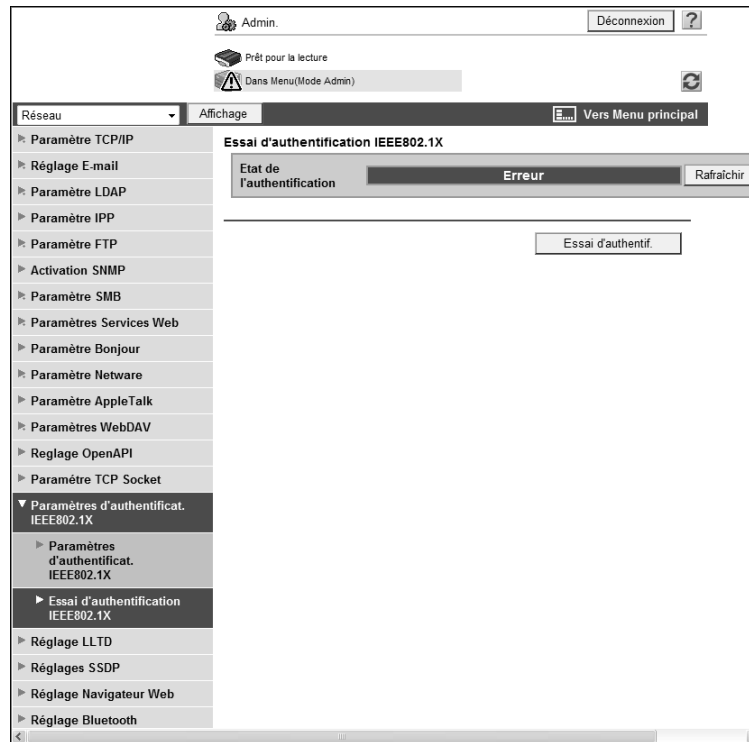 Admin.
Déconnexion
?
Prêt pour la lecture
Dans Menu(Mode Admin)
Réseau
Affichage
Vers Menu principal
Paramètre TCP/IP
Réglage E-mail
Paramètre LDAP
Paramètre IPP
Paramètre FTP
Activation SNMP
Paramètre SMB
Paramètres Services Web
Paramètre Bonjour
Paramètre Netware
Paramètre AppleTalk
Paramètres WebDAV
Reglage OpenAPI
Paramétre TCP Socket
Paramètres d'authentificat.
IEEE802.1X
Paramètres
d'authentificat.
IEEE802.1X
Essai d'authentification
IEEE802.1X
Réglage LLTD
Réglages SSDP
Réglage Navigateur Web
Réglage Bluetooth
Essai d'authentification IEEE802.1X
Etat de
l'authentification
Erreur
Rafraîchir
Essai d'authentif.